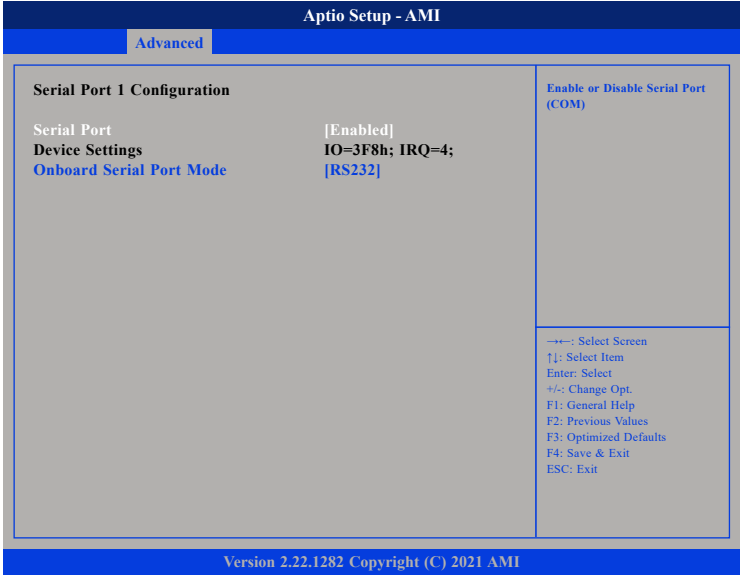 Aptio Setup - AMI
Advanced
Serial Port 1 Configuration
Serial Port [Enabled]
Device Settings IO=3F8h; IRQ=4;
Onboard Serial Port Mode [RS232]
Enable or Disable Serial Port
(COM)
→←: Select Screen
↑↓: Select Item
Enter: Select
+/-: Change Opt.
F1: General Help
F2: Previous Values
F3: Optimized Defaults
F4: Save & Exit
ESC: Exit
Version 2.22.1282 Copyright (C) 2021 AMI